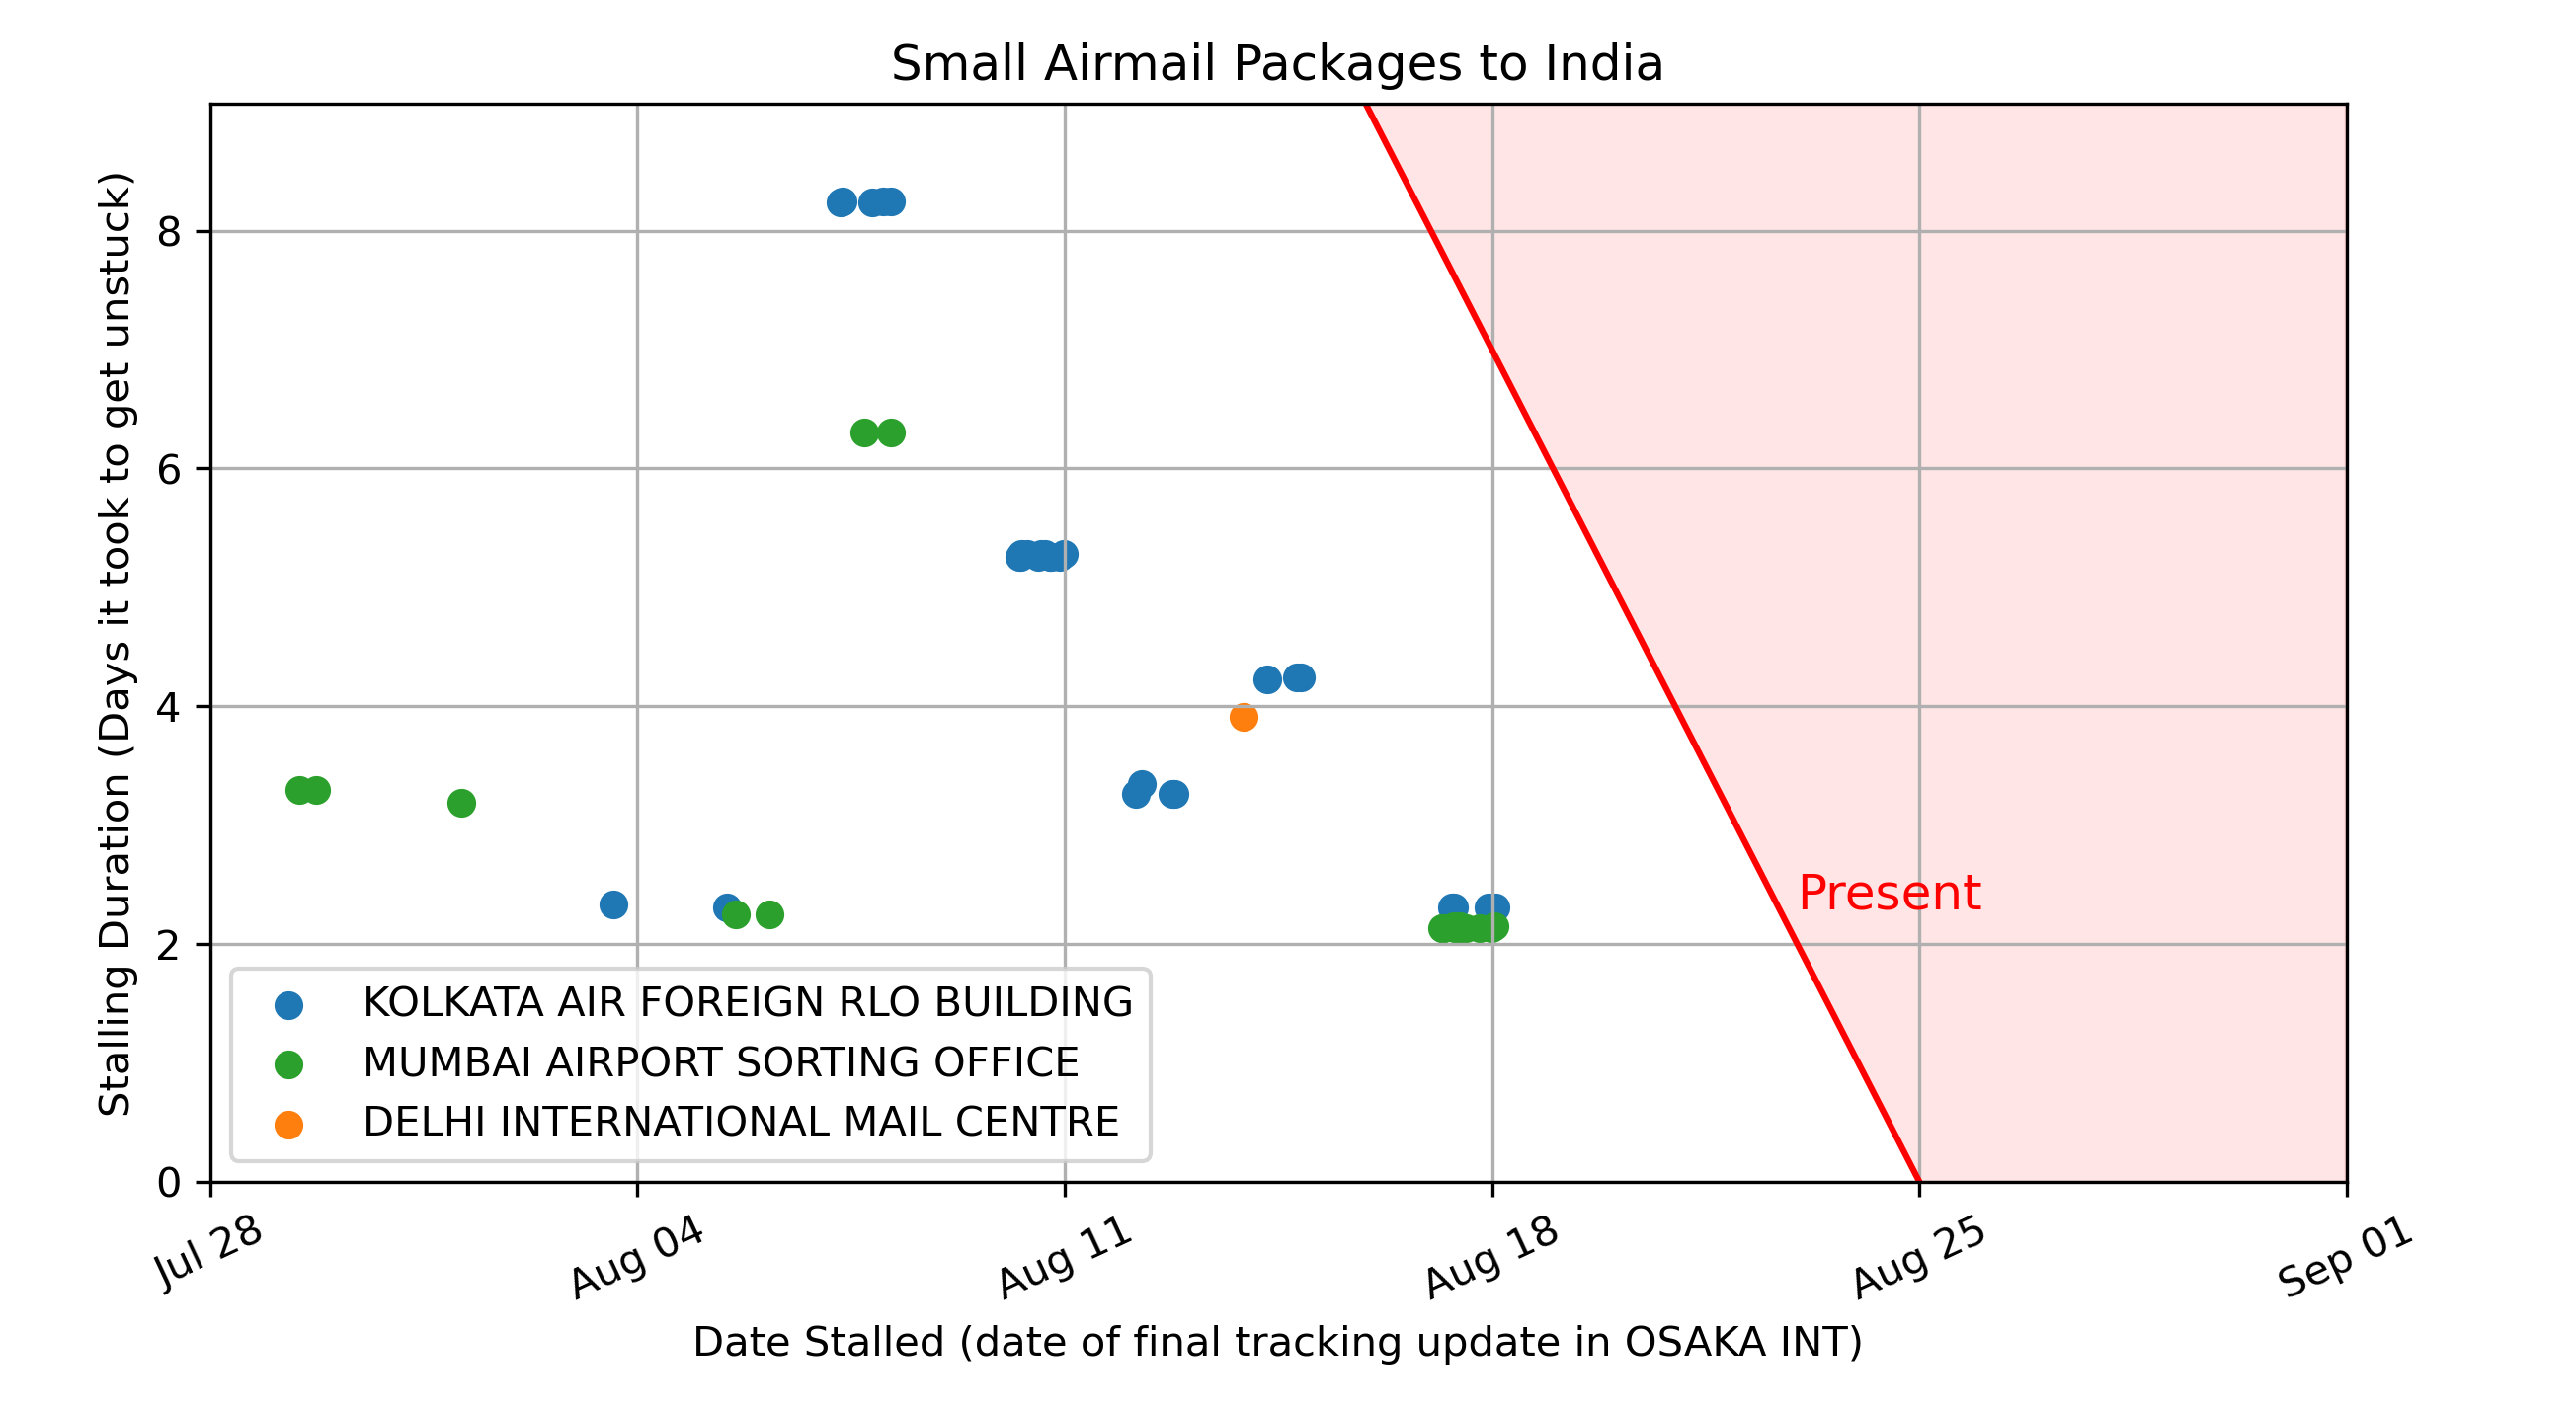 Small Airmail Packages to India
Stalling Duration (Days it took to get unstuck)
8
6
4
2
0
Present
KOLKATA AIR FOREIGN RLO BUILDING
MUMBAI AIRPORT SORTING OFFICE
DELHI INTERNATIONAL MAIL CENTRE
Jul 28
Aug 04
Aug 11
Aug 18
Aug 25
Sep 01
Date Stalled (date of final tracking update in OSAKA INT)